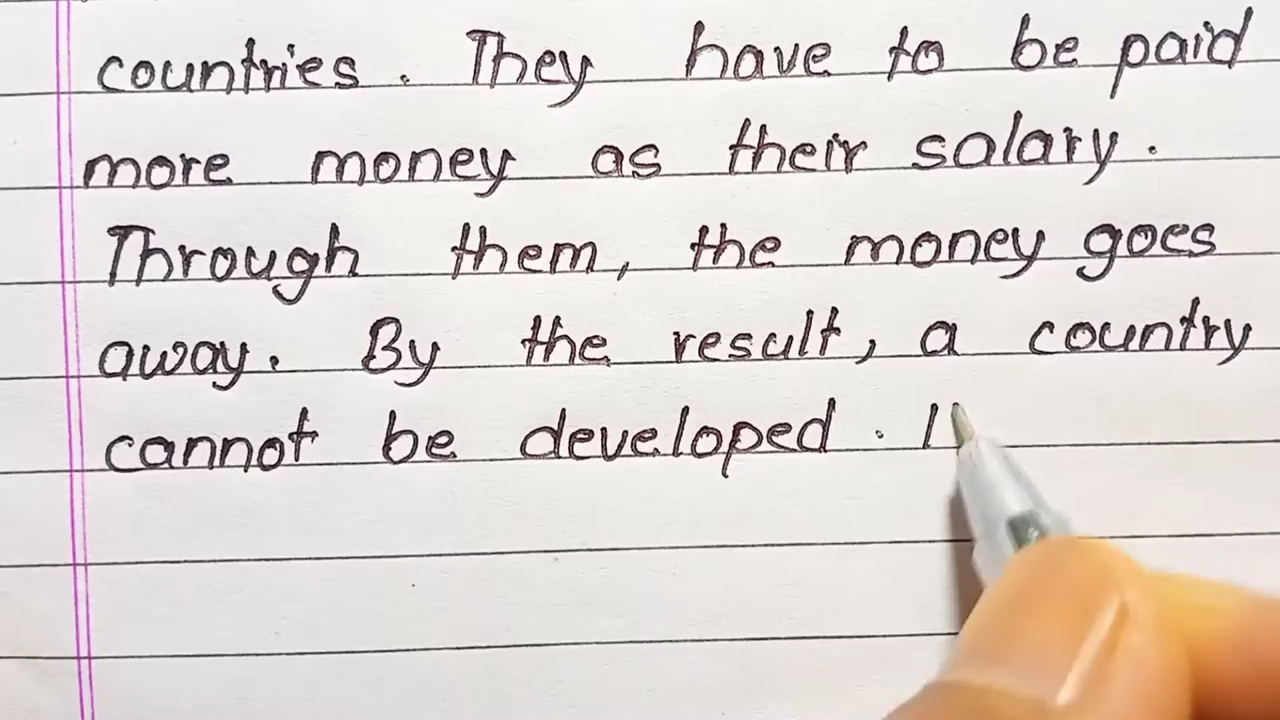 countries. They have to be paid
more money as their salary.
Through them, the money goes
away. By the result, a country
cannot be developed.